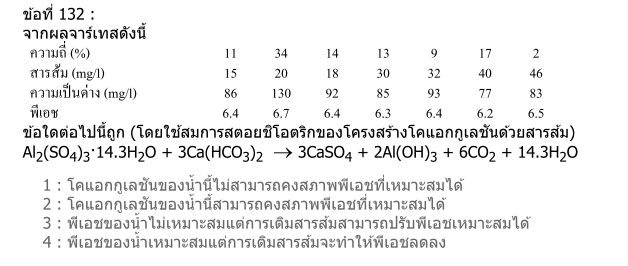 ข้อที่ 132 :
จากผลจาร์เทสดังนี้
ความถี่ (%) 11 34 14 13 9 17 2
สารส้ม (mg/l) 15 20 18 30 32 40 46
ความเป็นค่าง (mg/l) 86 130 92 85 93 77 83
พีเอช 6.4 6.7 6.4 6.3 6.4 6.2 6.5
ข้อใดต่อไปนี้ถูก (โดยใช้สมการสตอยชิโอตริกของโครงสร้างโคแอกกูเลชันด้วยสารส้ม)
Al₂(SO₄)₃·14.3H₂O + 3Ca(HCO₃)₂ → 3CaSO₄ + 2Al(OH)₃ + 6CO₂ + 14.3H₂O
1 : โคแอกกูเลชันของน้ำนี้ไม่สามารถคงสภาพพีเอชที่เหมาะสมได้
2 : โคแอกกูเลชันของน้ำนี้สามารถคงสภาพพีเอชที่เหมาะสมได้
3 : พีเอชของน้ำไม่เหมาะสมแต่การเติมสารส้มสามารถปรับพีเอชเหมาะสมได้
4 : พีเอชของน้ำเหมาะสมแต่การเติมสารส้มจะทำให้พีเอชลดลง